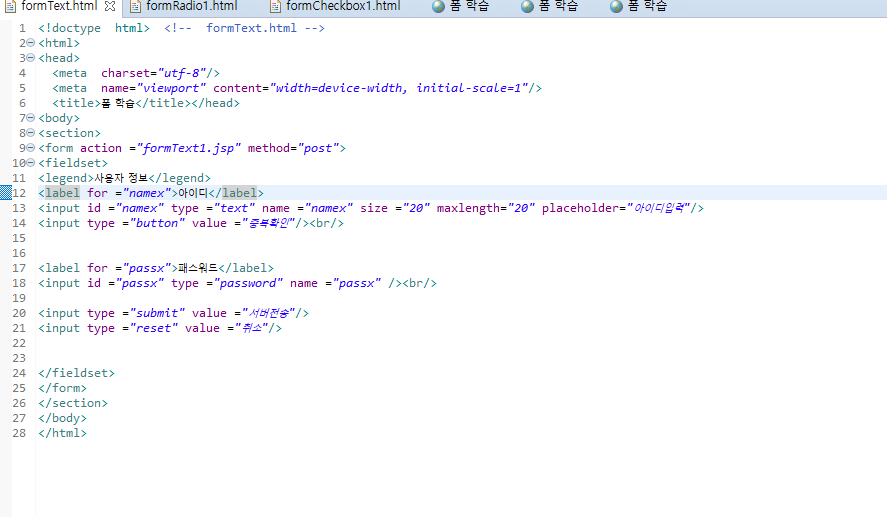 formText.html formRadio1.html formCheckbox1.html 폼 학습 폼 학습 폼 학습
1 <!doctype  html>  <!--  formText.html -->
2 <html>
3 <head>
4   <meta  charset="utf-8"/>
5   <meta  name="viewport" content="width=device-width, initial-scale=1"/>
6   <title>폼 학습</title></head>
7 <body>
8 <section>
9 <form action ="formText1.jsp" method="post">
10 <fieldset>
11 <legend>사용자 정보</legend>
12 <label for ="namex">아이디</label>
13 <input id ="namex" type ="text" name ="namex" size ="20" maxlength="20" placeholder="아이디입력"/>
14 <input type ="button" value ="중복확인"/><br/>
15
16
17 <label for ="passx">패스워드</label>
18 <input id ="passx" type ="password" name ="passx" /><br/>
19
20 <input type ="submit" value ="서버전송"/>
21 <input type ="reset" value ="취소"/>
22
23
24 </fieldset>
25 </form>
26 </section>
27 </body>
28 </html>